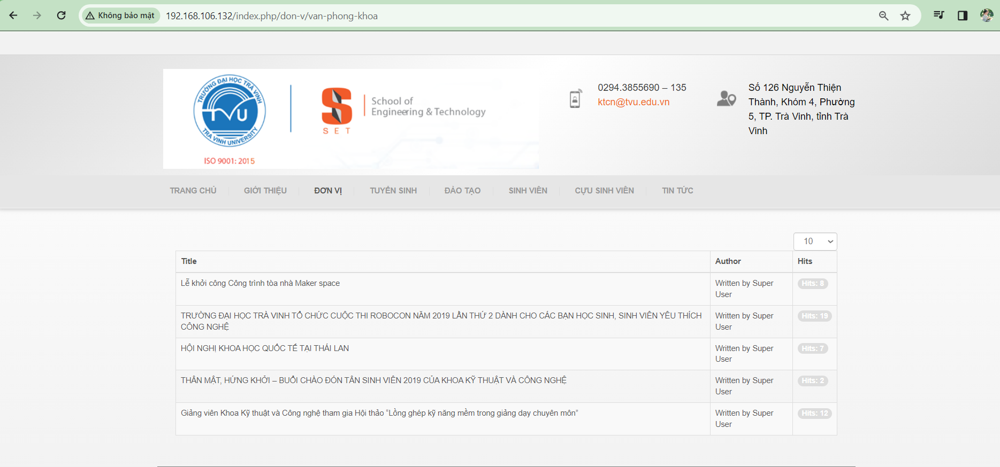 Không bảo mật
192.168.106.132/index.php/don-v/van-phong-khoa
TRƯỜNG ĐẠI HỌC TRÀ VINH
TVU
TRA VINH UNIVERSITY
ISO 9001: 2015
S E T
School of
Engineering & Technology
0294.3855690 – 135
ktcn@tvu.edu.vn
Số 126 Nguyễn Thiện
Thành, Khóm 4, Phường
5, TP. Trà Vinh, tỉnh Trà
Vinh
TRANG CHỦ GIỚI THIỆU ĐƠN VỊ TUYỂN SINH ĐÀO TẠO SINH VIÊN CỰU SINH VIÊN TIN TỨC
10
Title Author Hits
Lễ khởi công Công trình tòa nhà Maker space
Written by Super
User
Hits: 8
TRƯỜNG ĐẠI HỌC TRÀ VINH TỔ CHỨC CUỘC THI ROBOCON NĂM 2019 LẦN THỨ 2 DÀNH CHO CÁC BẠN HỌC SINH, SINH VIÊN YÊU THÍCH
CÔNG NGHỆ
Written by Super
User
Hits: 19
HỘI NGHỊ KHOA HỌC QUỐC TẾ TẠI THÁI LAN
Written by Super
User
Hits: 7
THÂN MẬT, HỨNG KHỞI – BUỔI CHÀO ĐÓN TÂN SINH VIÊN 2019 CỦA KHOA KỸ THUẬT VÀ CÔNG NGHỆ
Written by Super
User
Hits: 2
Giảng viên Khoa Kỹ thuật và Công nghệ tham gia Hội thảo “Lồng ghép kỹ năng mềm trong giảng dạy chuyên môn”
Written by Super
User
Hits: 12